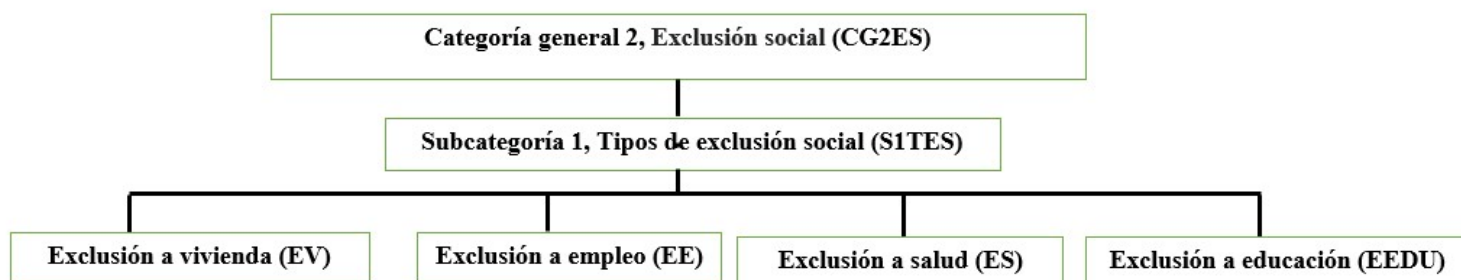 Categoría general 2, Exclusión social (CG2ES)
Subcategoría 1, Tipos de exclusión social (S1TES)
Exclusión a vivienda (EV)
Exclusión a empleo (EE)
Exclusión a salud (ES)
Exclusión a educación (EEDU)